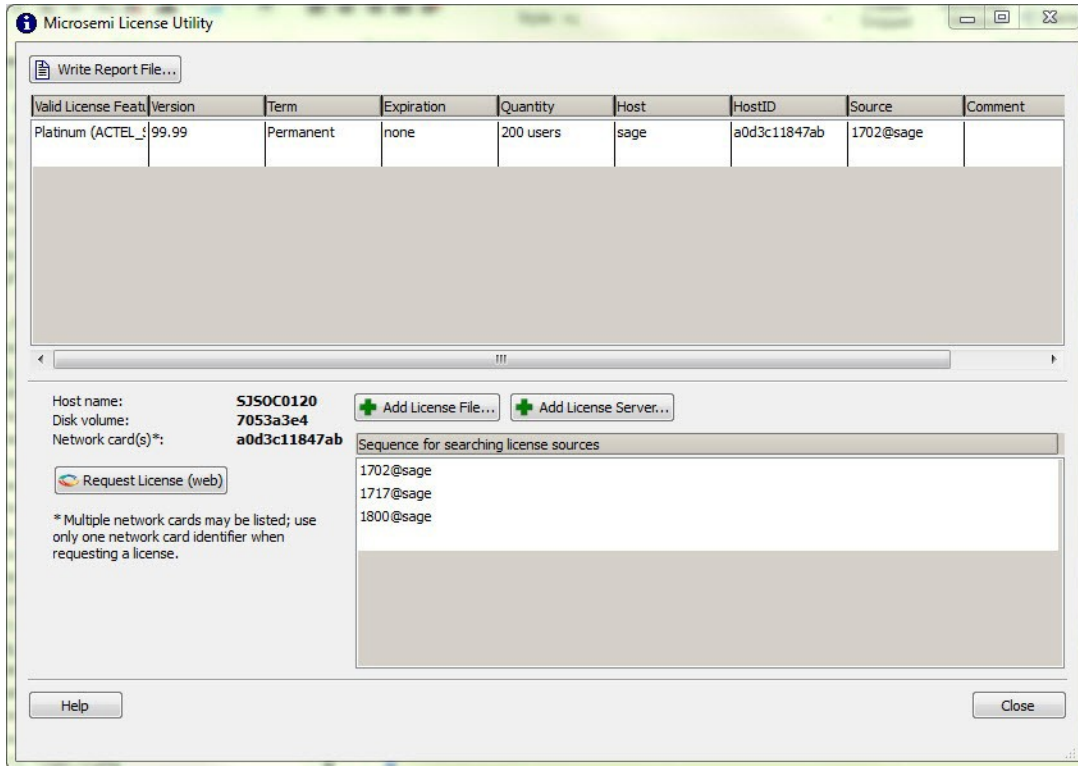 Microsemi License Utility
Write Report File...
Valid License Featu Version Term Expiration Quantity Host HostID Source Comment
Platinum (ACTEL_S 99.99 Permanent none 200 users sage a0d3c11847ab 1702@sage
Host name: SJSOC0120
Disk volume: 7053a3e4
Network card(s)*: a0d3c11847ab
Add License File... Add License Server...
Sequence for searching license sources
1702@sage
1717@sage
1800@sage
Request License (web)
* Multiple network cards may be listed; use
only one network card identifier when
requesting a license.
Help Close